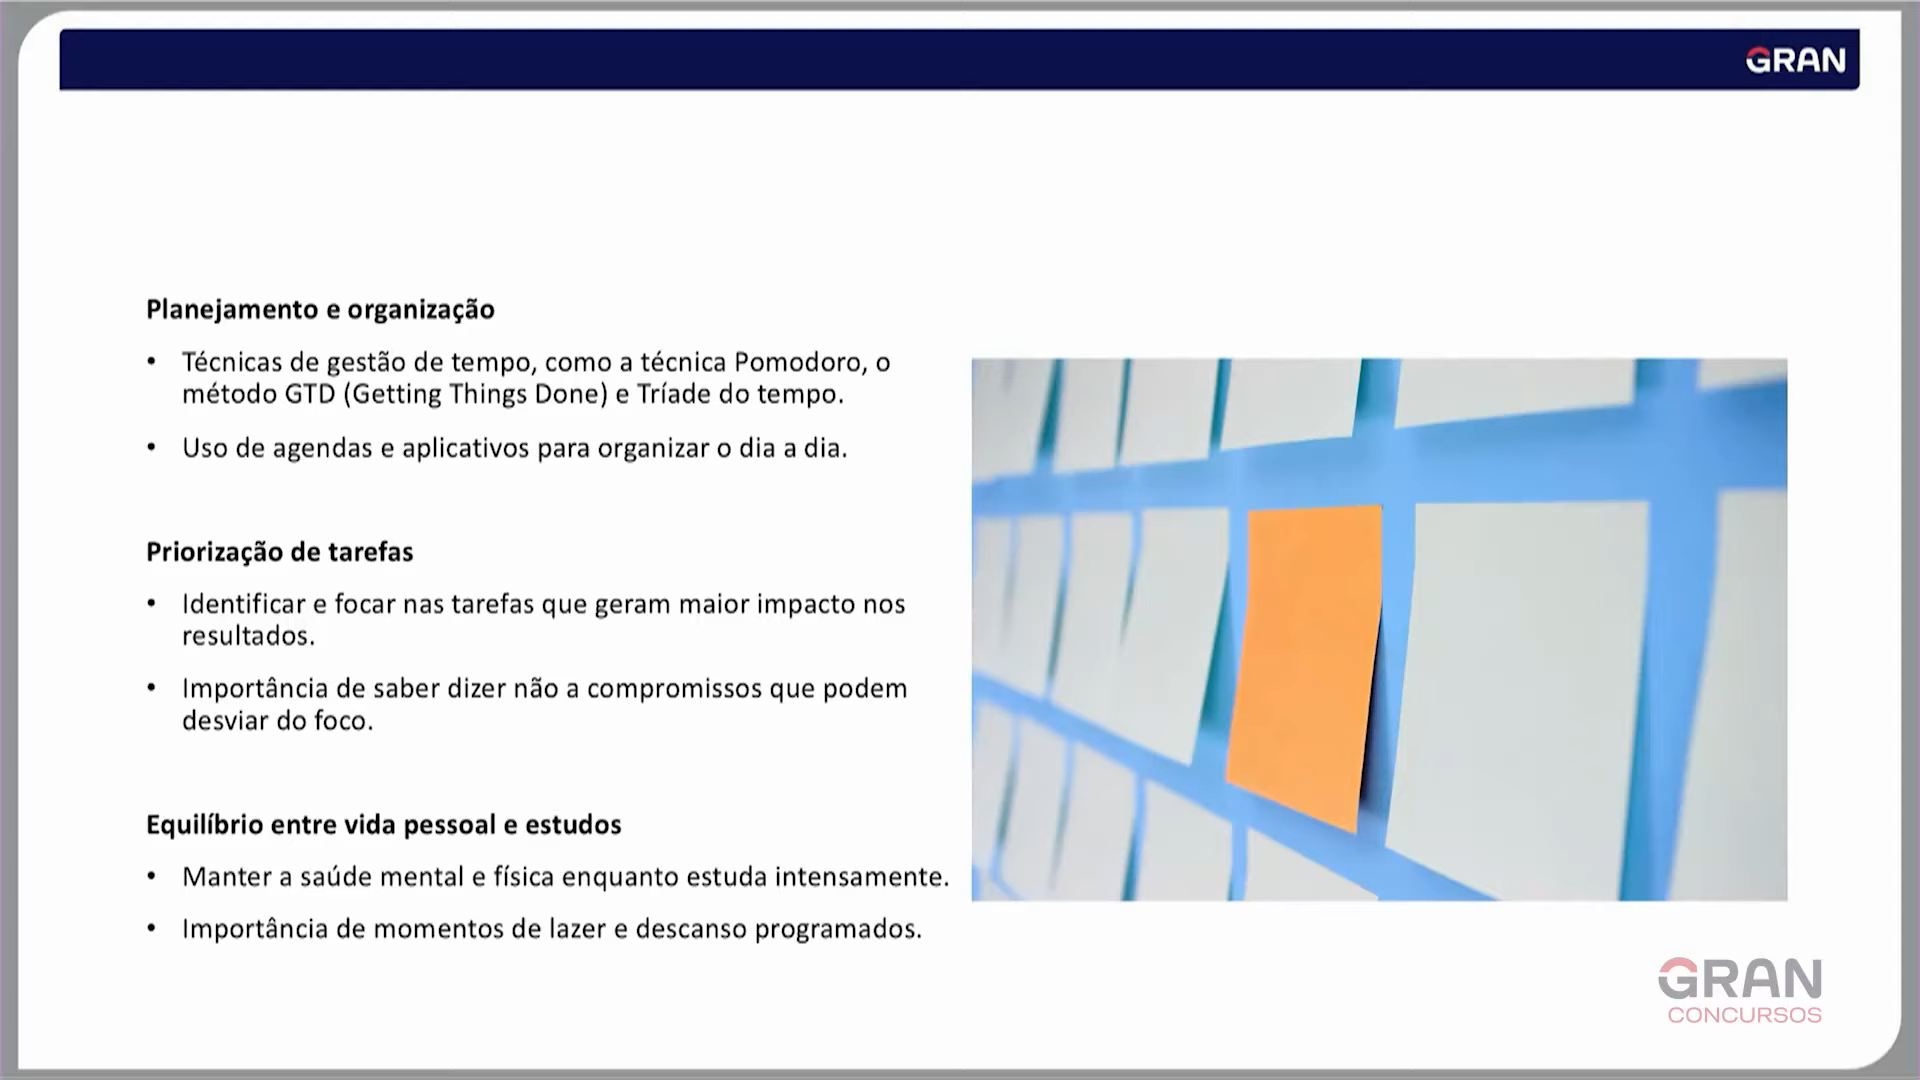 GRAN
Planejamento e organização
• Técnicas de gestão de tempo, como a técnica Pomodoro, o
método GTD (Getting Things Done) e Tríade do tempo.
• Uso de agendas e aplicativos para organizar o dia a dia.
Priorização de tarefas
• Identificar e focar nas tarefas que geram maior impacto nos
resultados.
• Importância de saber dizer não a compromissos que podem
desviar do foco.
Equilíbrio entre vida pessoal e estudos
• Manter a saúde mental e física enquanto estuda intensamente.
• Importância de momentos de lazer e descanso programados.
GRAN
CONCURSOS